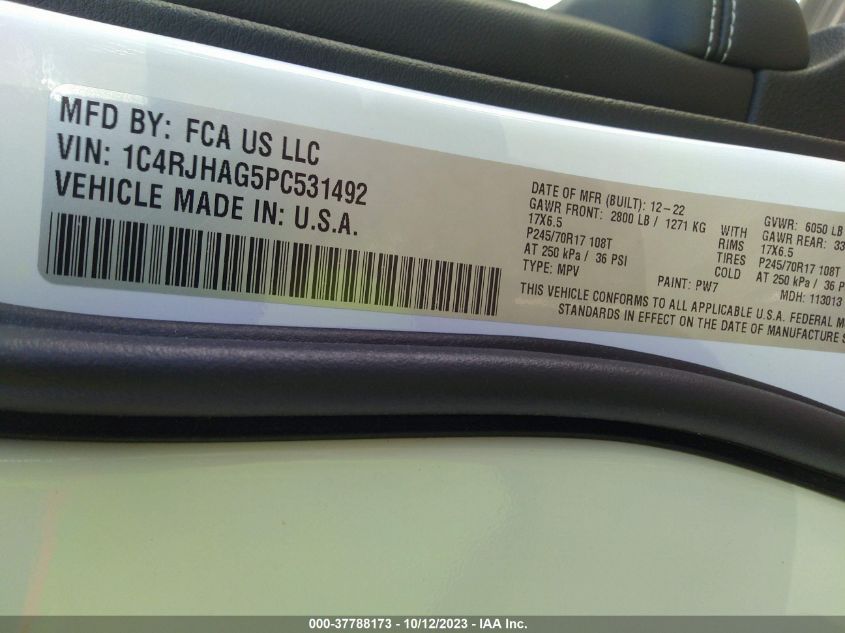 MFD BY: FCA US LLC
VIN: 1C4RJHAG5PC531492
VEHICLE MADE IN: U.S.A.
DATE OF MFR (BUILT): 12-22 GVWR: 6050 LB
GAWR FRONT: 2800 LB / 1271 KG WITH GAWR REAR: 33
17X6.5 RIMS 17X6.5
P245/70R17 108T TIRES P245/70R17 108T
AT 250 kPa / 36 PSI COLD AT 250 kPa / 36 P
TYPE: MPV PAINT: PW7 MDH: 113013
THIS VEHICLE CONFORMS TO ALL APPLICABLE U.S.A. FEDERAL M
STANDARDS IN EFFECT ON THE DATE OF MANUFACTURE S
000-37788173 - 10/12/2023 - IAA Inc.